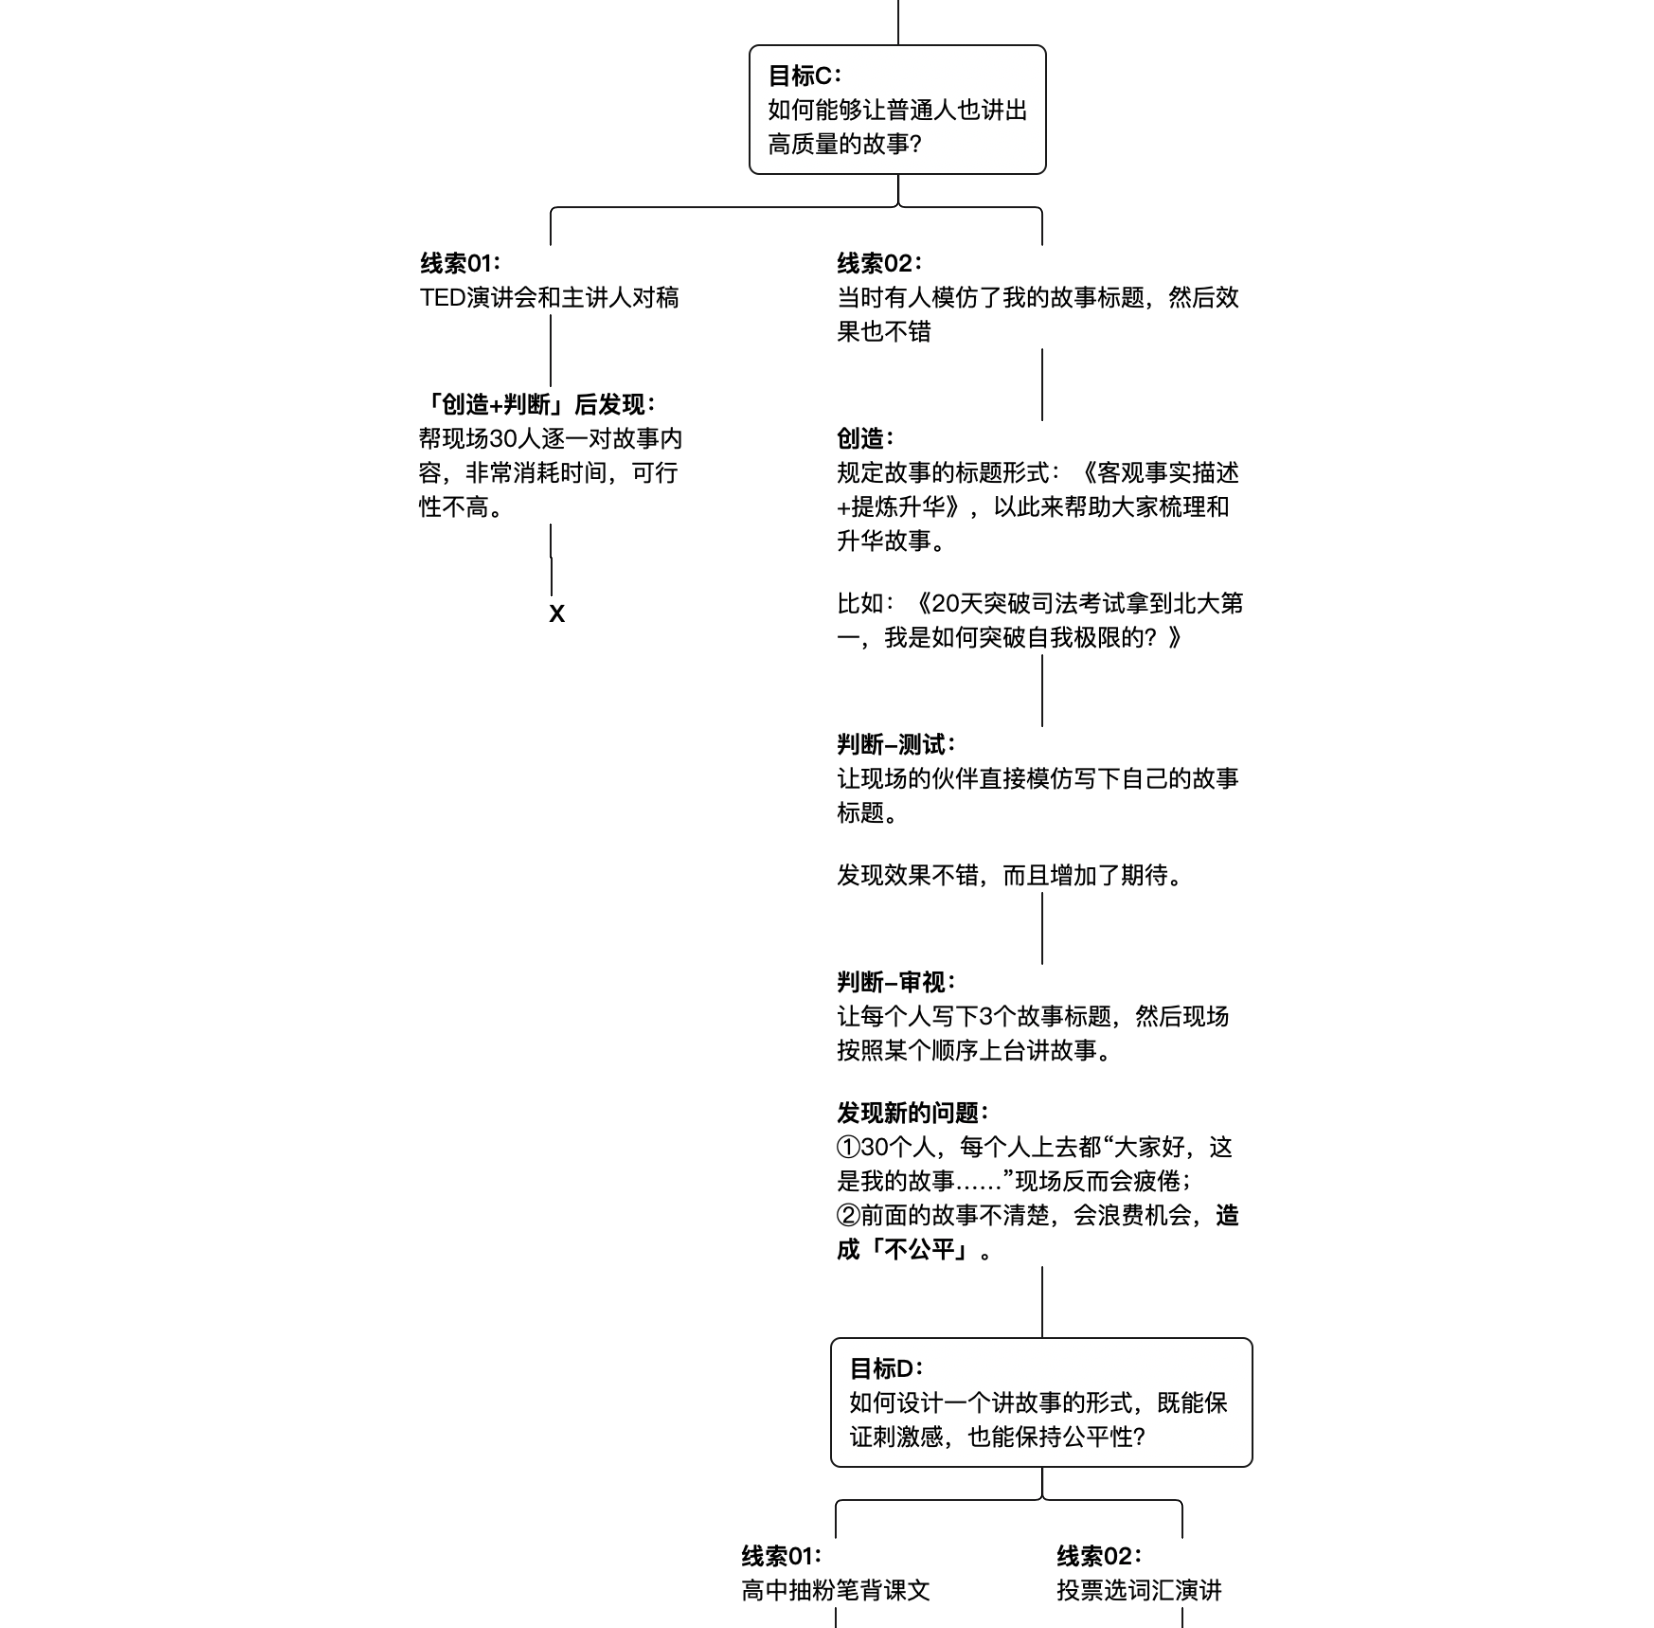 目标C：
如何能够让普通人也讲出
高质量的故事？
线索01：
TED演讲会和主讲人对稿
「创造+判断」后发现：
帮现场30人逐一对故事内
容，非常消耗时间，可行
性不高。
X
线索02：
当时有人模仿了我的故事标题，然后效
果也不错
创造：
规定故事的标题形式：《客观事实描述
+提炼升华》，以此来帮助大家梳理和
升华故事。
比如：《20天突破司法考试拿到北大第
一，我是如何突破自我极限的？》
判断–测试：
让现场的伙伴直接模仿写下自己的故事
标题。
发现效果不错，而且增加了期待。
判断–审视：
让每个人写下3个故事标题，然后现场
按照某个顺序上台讲故事。
发现新的问题：
①30个人，每个人上去都“大家好，这
是我的故事……”现场反而会疲倦；
②前面的故事不清楚，会浪费机会，造
成「不公平」。
目标D：
如何设计一个讲故事的形式，既能保
证刺激感，也能保持公平性？
线索01：
高中抽粉笔背课文
线索02：
投票选词汇演讲